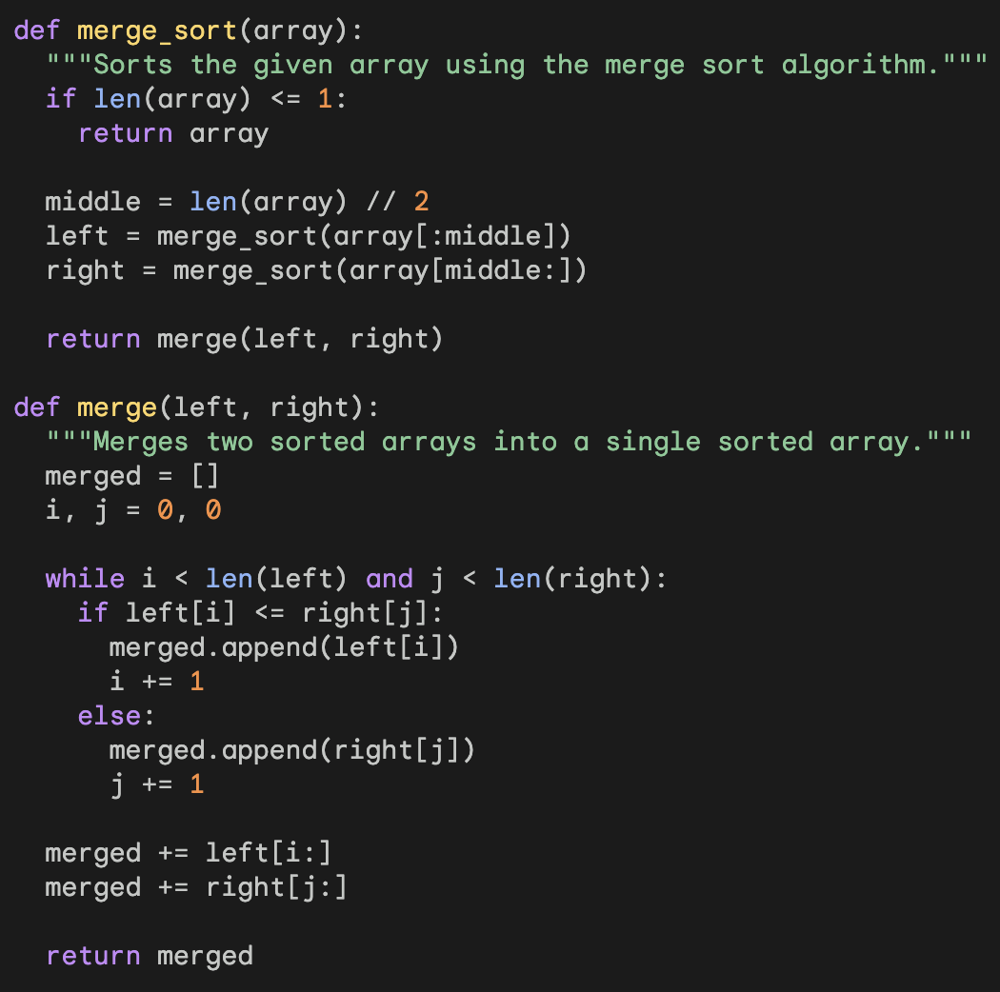 def merge_sort(array):
  """Sorts the given array using the merge sort algorithm."""
  if len(array) <= 1:
    return array

  middle = len(array) // 2
  left = merge_sort(array[:middle])
  right = merge_sort(array[middle:])

  return merge(left, right)

def merge(left, right):
  """Merges two sorted arrays into a single sorted array."""
  merged = []
  i, j = 0, 0

  while i < len(left) and j < len(right):
    if left[i] <= right[j]:
      merged.append(left[i])
      i += 1
    else:
      merged.append(right[j])
      j += 1

  merged += left[i:]
  merged += right[j:]

  return merged